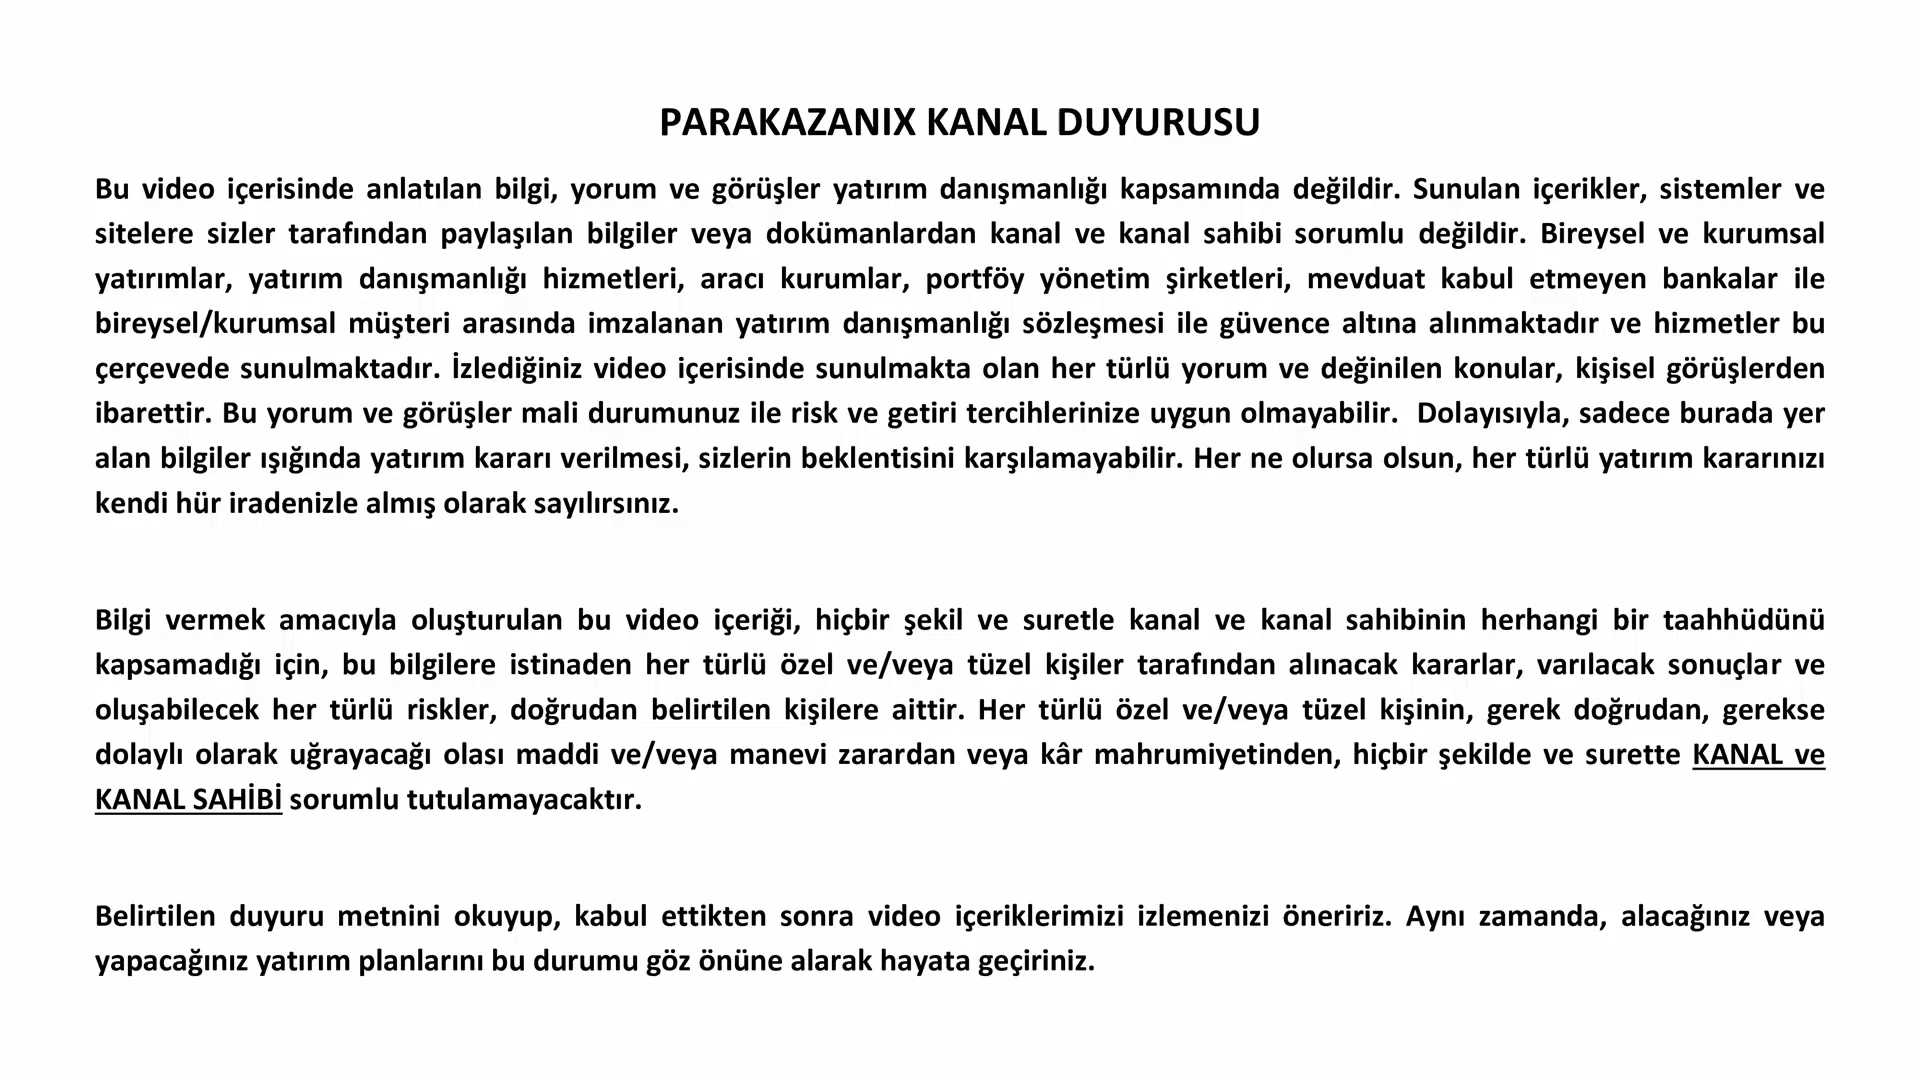 PARAKAZANIX KANAL DUYURUSU
Bu video içerisinde anlatılan bilgi, yorum ve görüşler yatırım danışmanlığı kapsamında değildir. Sunulan içerikler, sistemler ve
sitelere sizler tarafından paylaşılan bilgiler veya dokümanlardan kanal ve kanal sahibi sorumlu değildir. Bireysel ve kurumsal
yatırımlar, yatırım danışmanlığı hizmetleri, aracı kurumlar, portföy yönetim şirketleri, mevduat kabul etmeyen bankalar ile
bireysel/kurumsal müşteri arasında imzalanan yatırım danışmanlığı sözleşmesi ile güvence altına alınmaktadır ve hizmetler bu
çerçevede sunulmaktadır. İzlediğiniz video içerisinde sunulmakta olan her türlü yorum ve değinilen konular, kişisel görüşlerden
ibarettir. Bu yorum ve görüşler mali durumunuz ile risk ve getiri tercihlerinize uygun olmayabilir. Dolayısıyla, sadece burada yer
alan bilgiler ışığında yatırım kararı verilmesi, sizlerin beklentisini karşılamayabilir. Her ne olursa olsun, her türlü yatırım kararınızı
kendi hür iradenizle almış olarak sayılırsınız.
Bilgi vermek amacıyla oluşturulan bu video içeriği, hiçbir şekil ve suretle kanal ve kanal sahibinin herhangi bir taahhüdünü
kapsamadığı için, bu bilgilere istinaden her türlü özel ve/veya tüzel kişiler tarafından alınacak kararlar, varılacak sonuçlar ve
oluşabilecek her türlü riskler, doğrudan belirtilen kişilere aittir. Her türlü özel ve/veya tüzel kişinin, gerek doğrudan, gerekse
dolaylı olarak uğrayacağı olası maddi ve/veya manevi zarardan veya kâr mahrumiyetinden, hiçbir şekilde ve surette KANAL ve
KANAL SAHİBİ sorumlu tutulamayacaktır.
Belirtilen duyuru metnini okuyup, kabul ettikten sonra video içeriklerimizi izlemenizi öneririz. Aynı zamanda, alacağınız veya
yapacağınız yatırım planlarını bu durumu göz önüne alarak hayata geçiriniz.